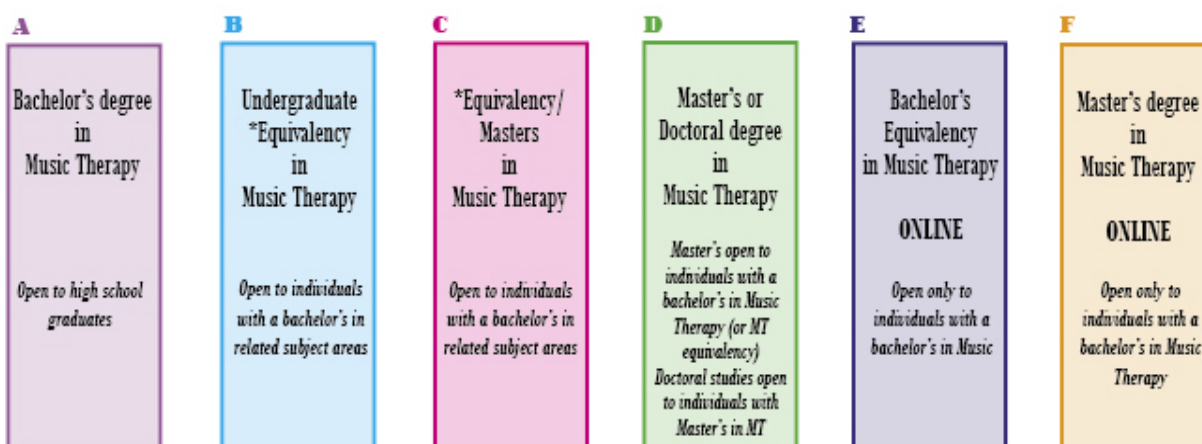 A
Bachelor's degree
in
Music Therapy
Open to high school
graduates
B
Undergraduate
*Equivalency
in
Music Therapy
Open to individuals
with a bachelor's in
related subject areas
C
*Equivalency/
Masters
in
Music Therapy
Open to individuals
with a bachelor's in
related subject areas
D
Master's or
Doctoral degree
in
Music Therapy
Master's open to
individuals with a
bachelor's in Music
Therapy (or MT
equivalency)
Doctoral studies open
to individuals with
Master's in MT
E
Bachelor's
Equivalency
in Music Therapy
ONLINE
Open only to
individuals with a
bachelor's in Music
F
Master's degree
in
Music Therapy
ONLINE
Open only to
individuals with a
bachelor's in Music
Therapy